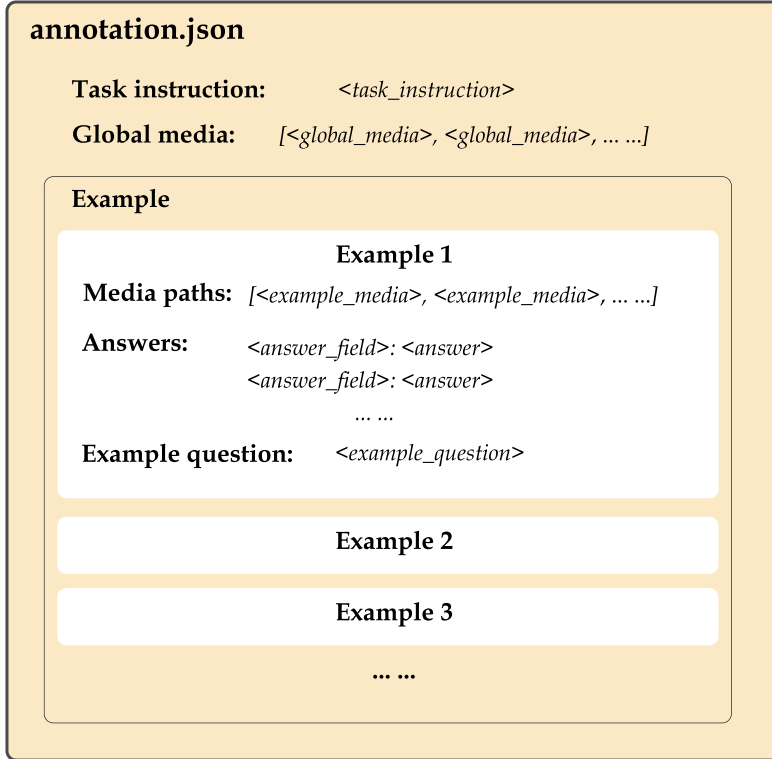 annotation.json
Task instruction: <task_instruction>
Global media: [<global_media>, <global_media>, ... ...]
Example
Example 1
Media paths: [<example_media>, <example_media>, ... ...]
Answers: <answer_field>: <answer>
<answer_field>: <answer>
... ...
Example question: <example_question>
Example 2
Example 3
... ...